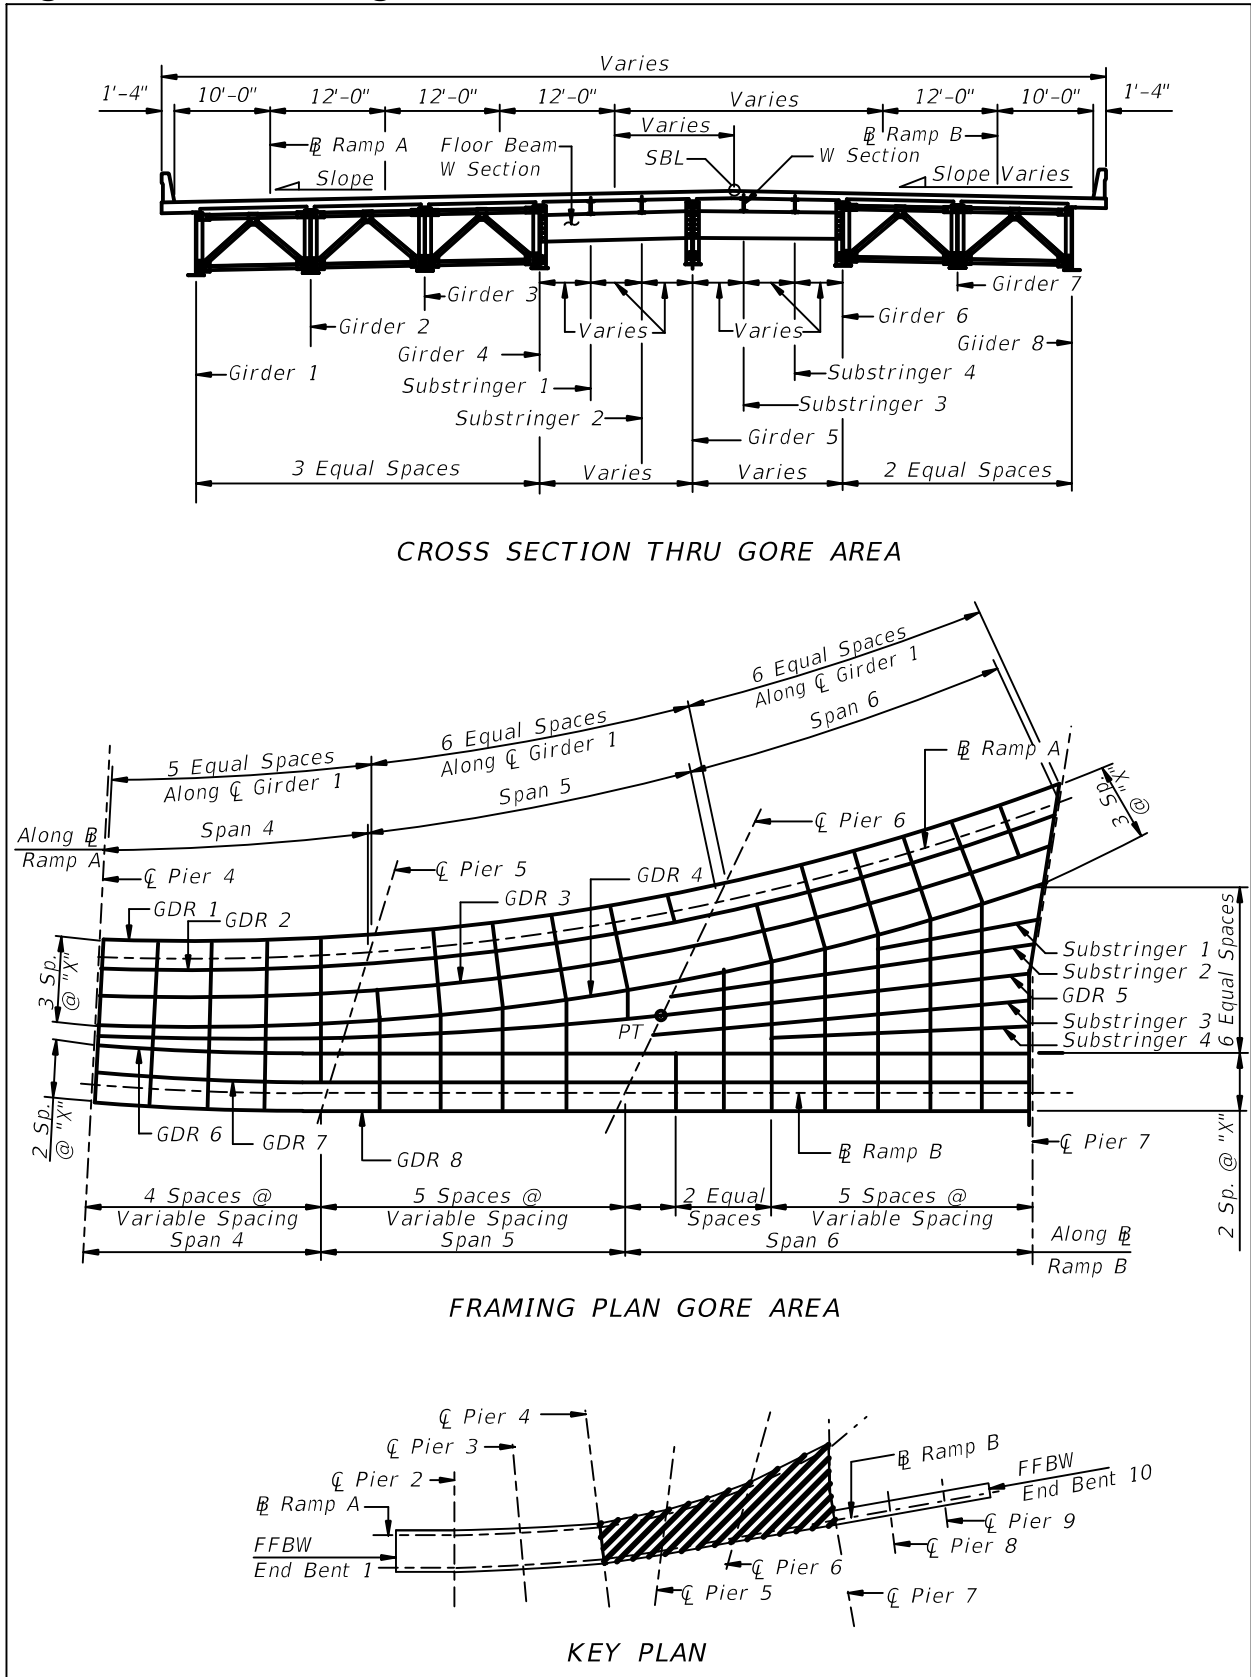 Varies
1'-4" 10'-0" 12'-0" 12'-0" 12'-0" Varies 12'-0" 10'-0" 1'-4"
Varies
℄ Ramp A
Floor Beam
W Section
SBL
W Section
℄ Ramp B
Slope
Slope Varies
Girder 3
Girder 7
Girder 2
Varies
Varies
Girder 6
Girder 4
Giider 8
Girder 1
Substringer 1
Substringer 4
Substringer 2
Substringer 3
Girder 5
3 Equal Spaces
Varies
Varies
2 Equal Spaces
CROSS SECTION THRU GORE AREA
6 Equal Spaces
Along ℄ Girder 1
Span 6
6 Equal Spaces
Along ℄ Girder 1
Span 5
5 Equal Spaces
Along ℄ Girder 1
Span 4
Along ℄
Ramp A
℄ Ramp A
3 Sp.
@ "X"
℄ Pier 6
℄ Pier 5
℄ Pier 4
GDR 1
GDR 2
GDR 3
GDR 4
3 Sp.
@ "X"
PT
Substringer 1
Substringer 2
GDR 5
Substringer 3
Substringer 4
6 Equal Spaces
2 Sp.
@ "X"
GDR 6
GDR 7
GDR 8
℄ Ramp B
℄ Pier 7
2 Sp. @ "X"
4 Spaces @
Variable Spacing
Span 4
5 Spaces @
Variable Spacing
Span 5
2 Equal
Spaces
5 Spaces @
Variable Spacing
Span 6
Along ℄
Ramp B
FRAMING PLAN GORE AREA
℄ Pier 4
℄ Pier 3
℄ Pier 2
℄ Ramp A
FFBW
End Bent 1
℄ Ramp B
FFBW
End Bent 10
℄ Pier 9
℄ Pier 8
℄ Pier 6
℄ Pier 5
℄ Pier 7
KEY PLAN